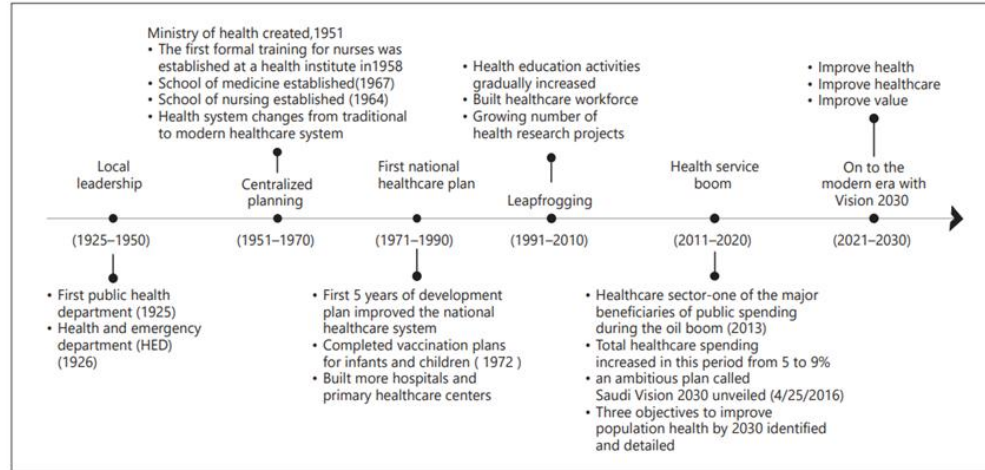 Ministry of health created,1951
• The first formal training for nurses was
established at a health institute in1958
• School of medicine established(1967)
• School of nursing established (1964)
• Health system changes from traditional
to modern healthcare system
• Health education activities
gradually increased
• Built healthcare workforce
• Growing number of
health research projects
• Improve health
• Improve healthcare
• Improve value
Local
leadership
Centralized
planning
First national
healthcare plan
Leapfrogging
Health service
boom
On to the
modern era with
Vision 2030
(1925–1950)
(1951–1970)
(1971–1990)
(1991–2010)
(2011–2020)
(2021–2030)
• First public health
department (1925)
• Health and emergency
department (HED)
(1926)
• First 5 years of development
plan improved the national
healthcare system
• Completed vaccination plans
for infants and children ( 1972 )
• Built more hospitals and
primary healthcare centers
• Healthcare sector-one of the major
beneficiaries of public spending
during the oil boom (2013)
• Total healthcare spending
increased in this period from 5 to 9%
• an ambitious plan called
Saudi Vision 2030 unveiled (4/25/2016)
• Three objectives to improve
population health by 2030 identified
and detailed